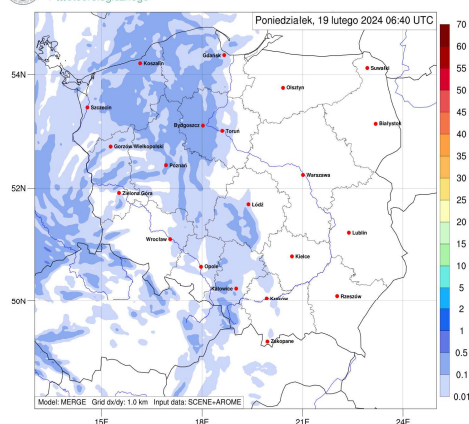 Poniedziałek, 19 lutego 2024 06:40 UTC
Gdańsk
Koszalin
Suwałki
Olsztyn
Szczecin
Bydgoszcz
Toruń
Białystok
Gorzów Wielkopolski
Poznań
Warszawa
Zielona Góra
Łódź
Wrocław
Lublin
Opole
Kielce
Katowice
Kraków
Rzeszów
Zakopane
54N
52N
50N
15E 18E 21E 24E
Model: MERGE Grid dx/dy: 1.0 km Input data: SCENE+AROME
70
60
55
50
45
40
35
30
25
20
15
10
5
2
1
0.5
0.1
0.01